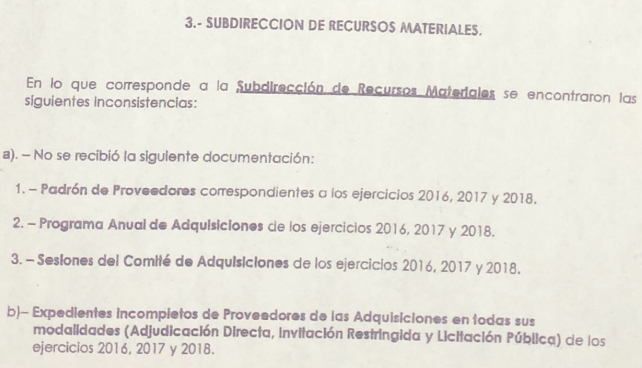 3.- SUBDIRECCION DE RECURSOS MATERIALES.
En lo que corresponde a la Subdirección de Recursos Materiales se encontraron las
siguientes inconsistencias:
a). – No se recibió la siguiente documentación:
1. – Padrón de Proveedores correspondientes a los ejercicios 2016, 2017 y 2018.
2. – Programa Anual de Adquisiciones de los ejercicios 2016, 2017 y 2018.
3. – Sesiones del Comité de Adquisiciones de los ejercicios 2016, 2017 y 2018.
b)– Expedientes incompletos de Proveedores de las Adquisiciones en todas sus
modalidades (Adjudicación Directa, Invitación Restringida y Licitación Pública) de los
ejercicios 2016, 2017 y 2018.